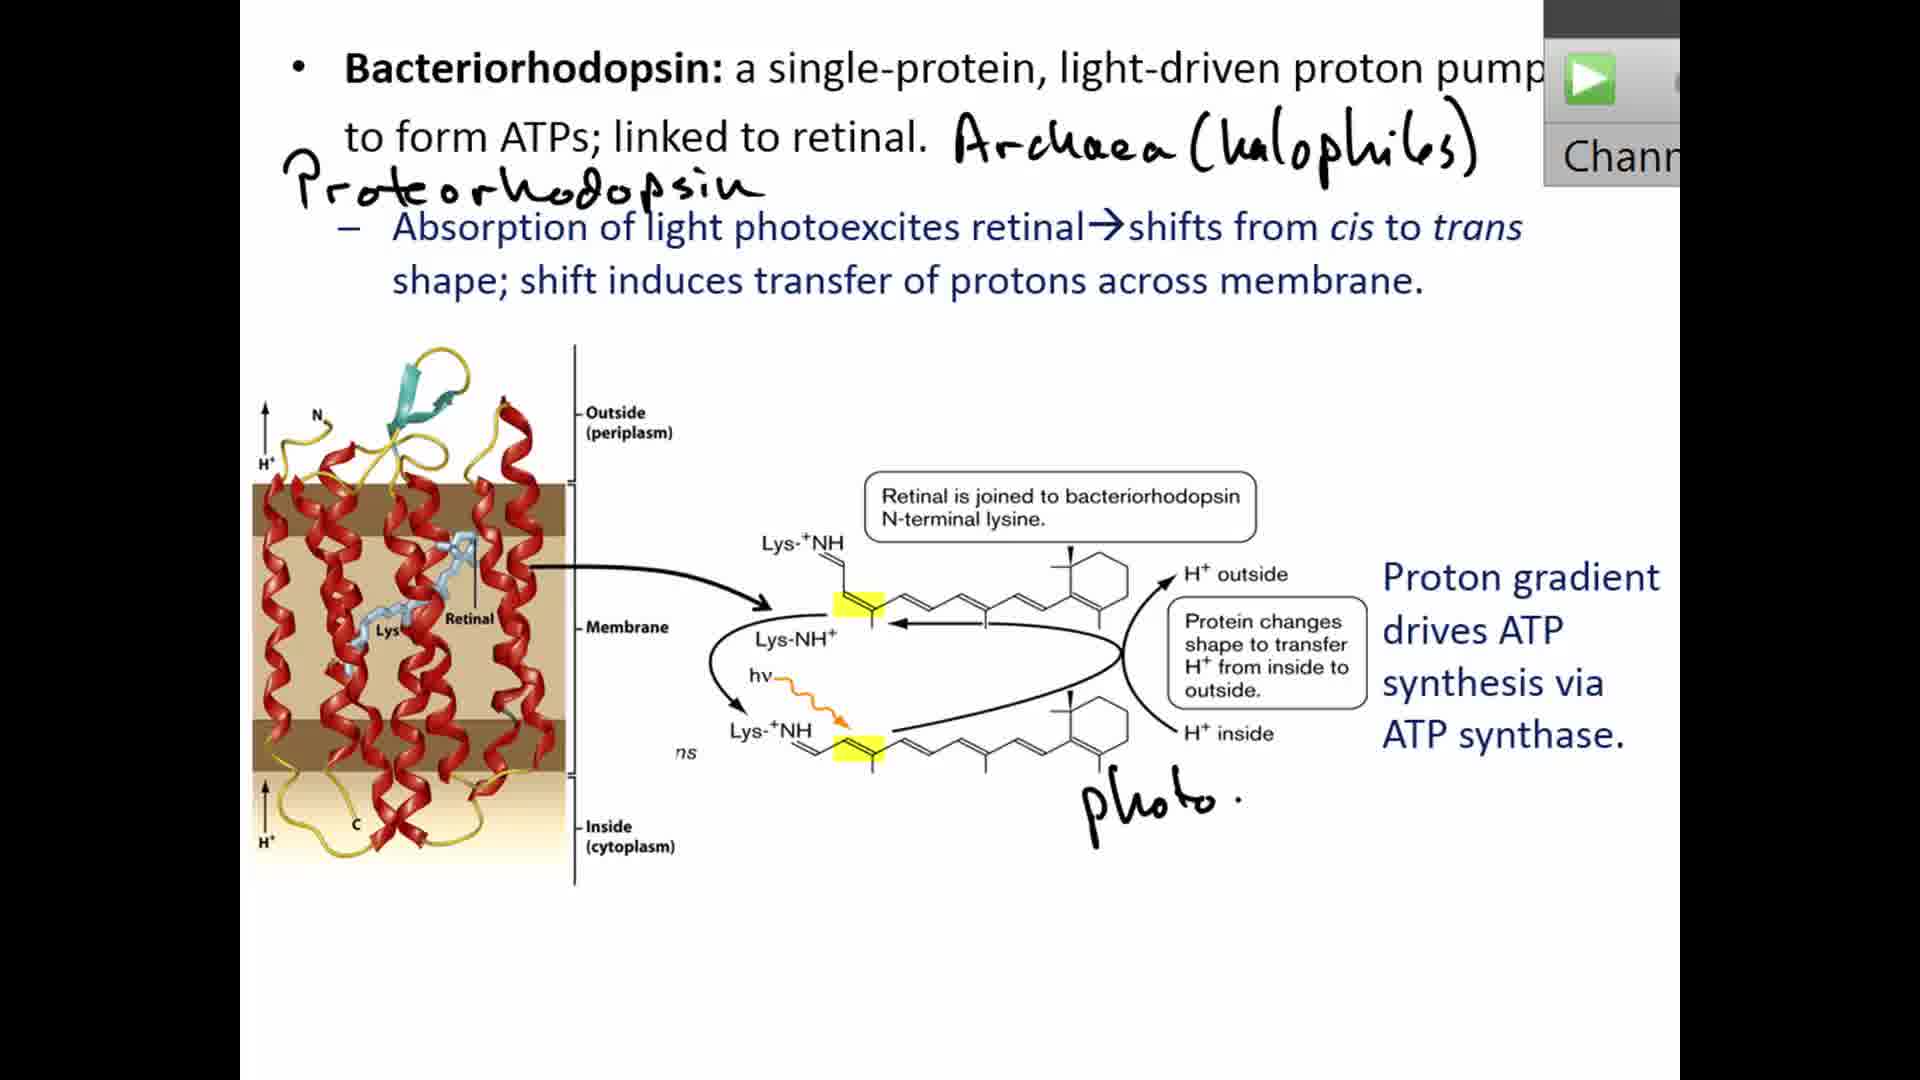 • Bacteriorhodopsin: a single-protein, light-driven proton pump
to form ATPs; linked to retinal. Archaea (halophiles)
Proteorhodopsin
– Absorption of light photoexcites retinal→shifts from cis to trans
shape; shift induces transfer of protons across membrane.
Chann
N
H+
Outside
(periplasm)
Retinal
Lys
Membrane
C
H+
Inside
(cytoplasm)
Retinal is joined to bacteriorhodopsin
N-terminal lysine.
Lys-+NH
Lys-NH+
hν
Lys-+NH
ns
H+ outside
Protein changes
shape to transfer
H+ from inside to
outside.
H+ inside
photo.
Proton gradient
drives ATP
synthesis via
ATP synthase.